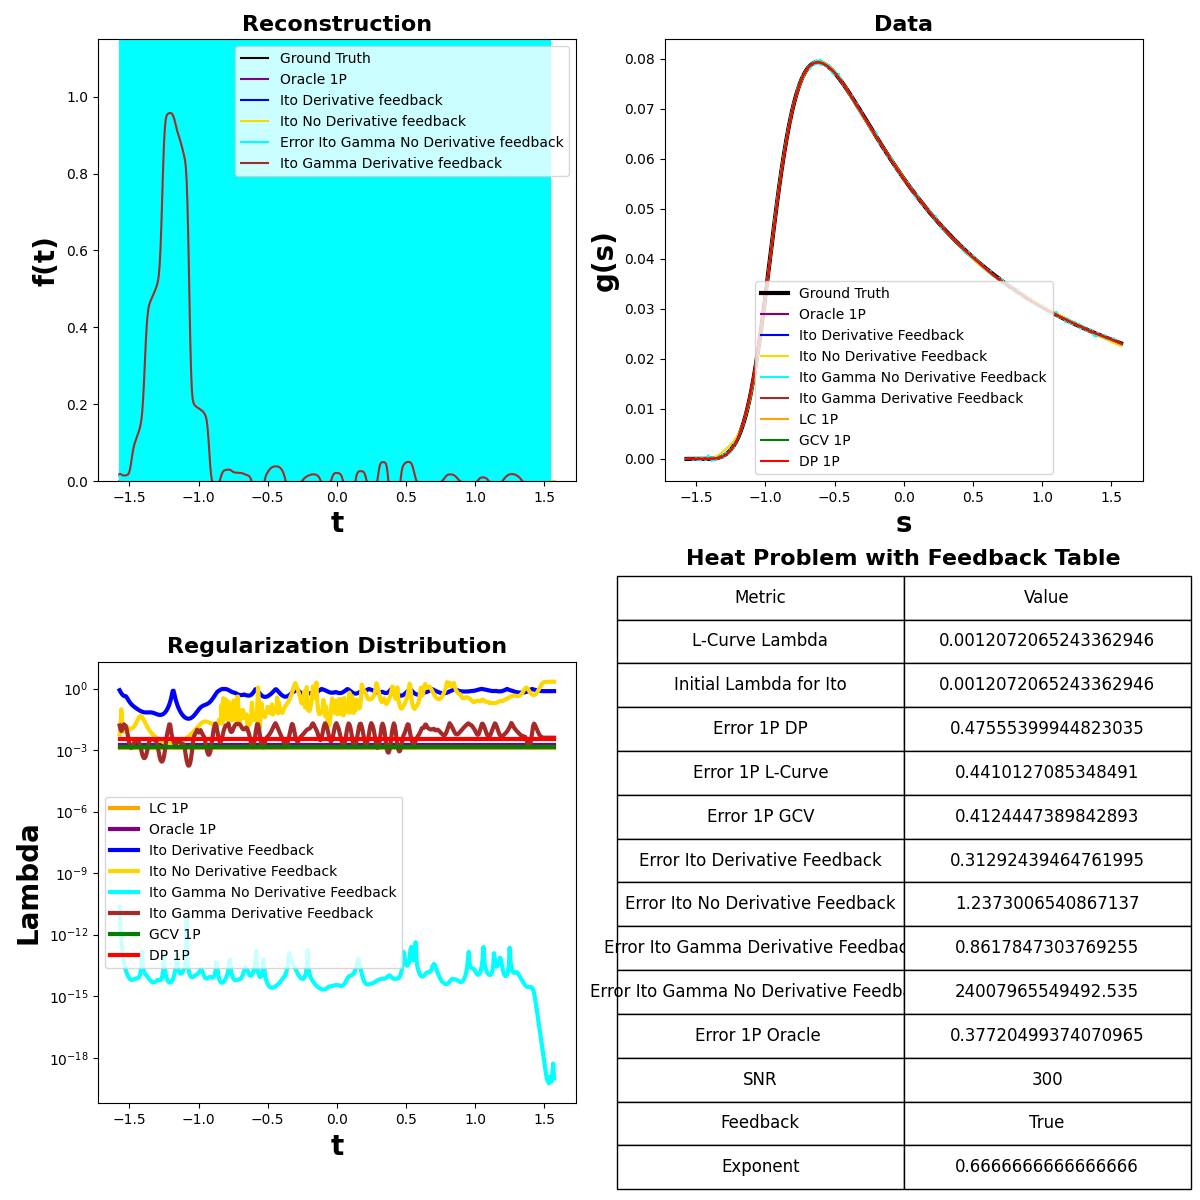 Reconstruction
f(t)
1.0
0.8
0.6
0.4
0.2
0.0
Ground Truth
Oracle 1P
Ito Derivative feedback
Ito No Derivative feedback
Error Ito Gamma No Derivative feedback
Ito Gamma Derivative feedback
−1.5 −1.0 −0.5 0.0 0.5 1.0 1.5
t
Data
g(s)
0.08
0.07
0.06
0.05
0.04
0.03
0.02
0.01
0.00
Ground Truth
Oracle 1P
Ito Derivative Feedback
Ito No Derivative Feedback
Ito Gamma No Derivative Feedback
Ito Gamma Derivative Feedback
LC 1P
GCV 1P
DP 1P
−1.5 −1.0 −0.5 0.0 0.5 1.0 1.5
s
Regularization Distribution
Lambda
10⁰
10⁻³
10⁻⁶
10⁻⁹
10⁻¹²
10⁻¹⁵
10⁻¹⁸
LC 1P
Oracle 1P
Ito Derivative Feedback
Ito No Derivative Feedback
Ito Gamma No Derivative Feedback
Ito Gamma Derivative Feedback
GCV 1P
DP 1P
−1.5 −1.0 −0.5 0.0 0.5 1.0 1.5
t
Heat Problem with Feedback Table
Metric Value
L-Curve Lambda 0.0012072065243362946
Initial Lambda for Ito 0.0012072065243362946
Error 1P DP 0.47555399944823035
Error 1P L-Curve 0.4410127085348491
Error 1P GCV 0.4124447389842893
Error Ito Derivative Feedback 0.31292439464761995
Error Ito No Derivative Feedback 1.2373006540867137
Error Ito Gamma Derivative Feedbac 0.8617847303769255
Error Ito Gamma No Derivative Feedb 24007965549492.535
Error 1P Oracle 0.37720499374070965
SNR 300
Feedback True
Exponent 0.6666666666666666